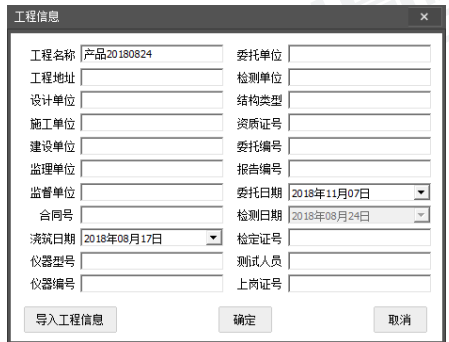 工程信息 ×
工程名称 产品20180824 委托单位
工程地址 检测单位
设计单位 结构类型
施工单位 资质证号
建设单位 委托编号
监理单位 报告编号
监督单位 委托日期 2018年11月07日
合同号 检测日期 2018年08月24日
浇筑日期 2018年08月17日 检定证号
仪器型号 测试人员
仪器编号 上岗证号
导入工程信息 确定 取消